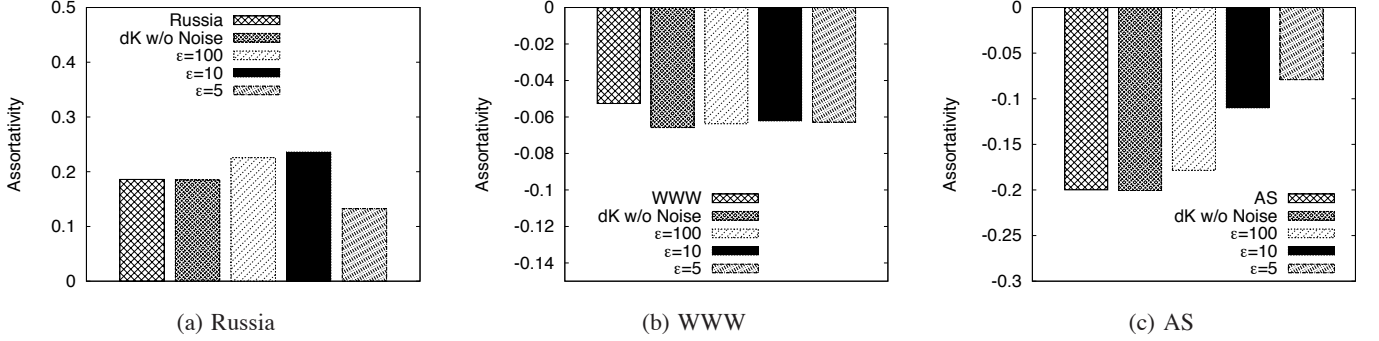 0.5
0.4
0.3
0.2
0.1
0
Assortativity
Russia
dK w/o Noise
ε=100
ε=10
ε=5
(a) Russia
0
-0.02
-0.04
-0.06
-0.08
-0.1
-0.12
-0.14
Assortativity
WWW
dK w/o Noise
ε=100
ε=10
ε=5
(b) WWW
0
-0.05
-0.1
-0.15
-0.2
-0.25
-0.3
Assortativity
AS
dK w/o Noise
ε=100
ε=10
ε=5
(c) AS